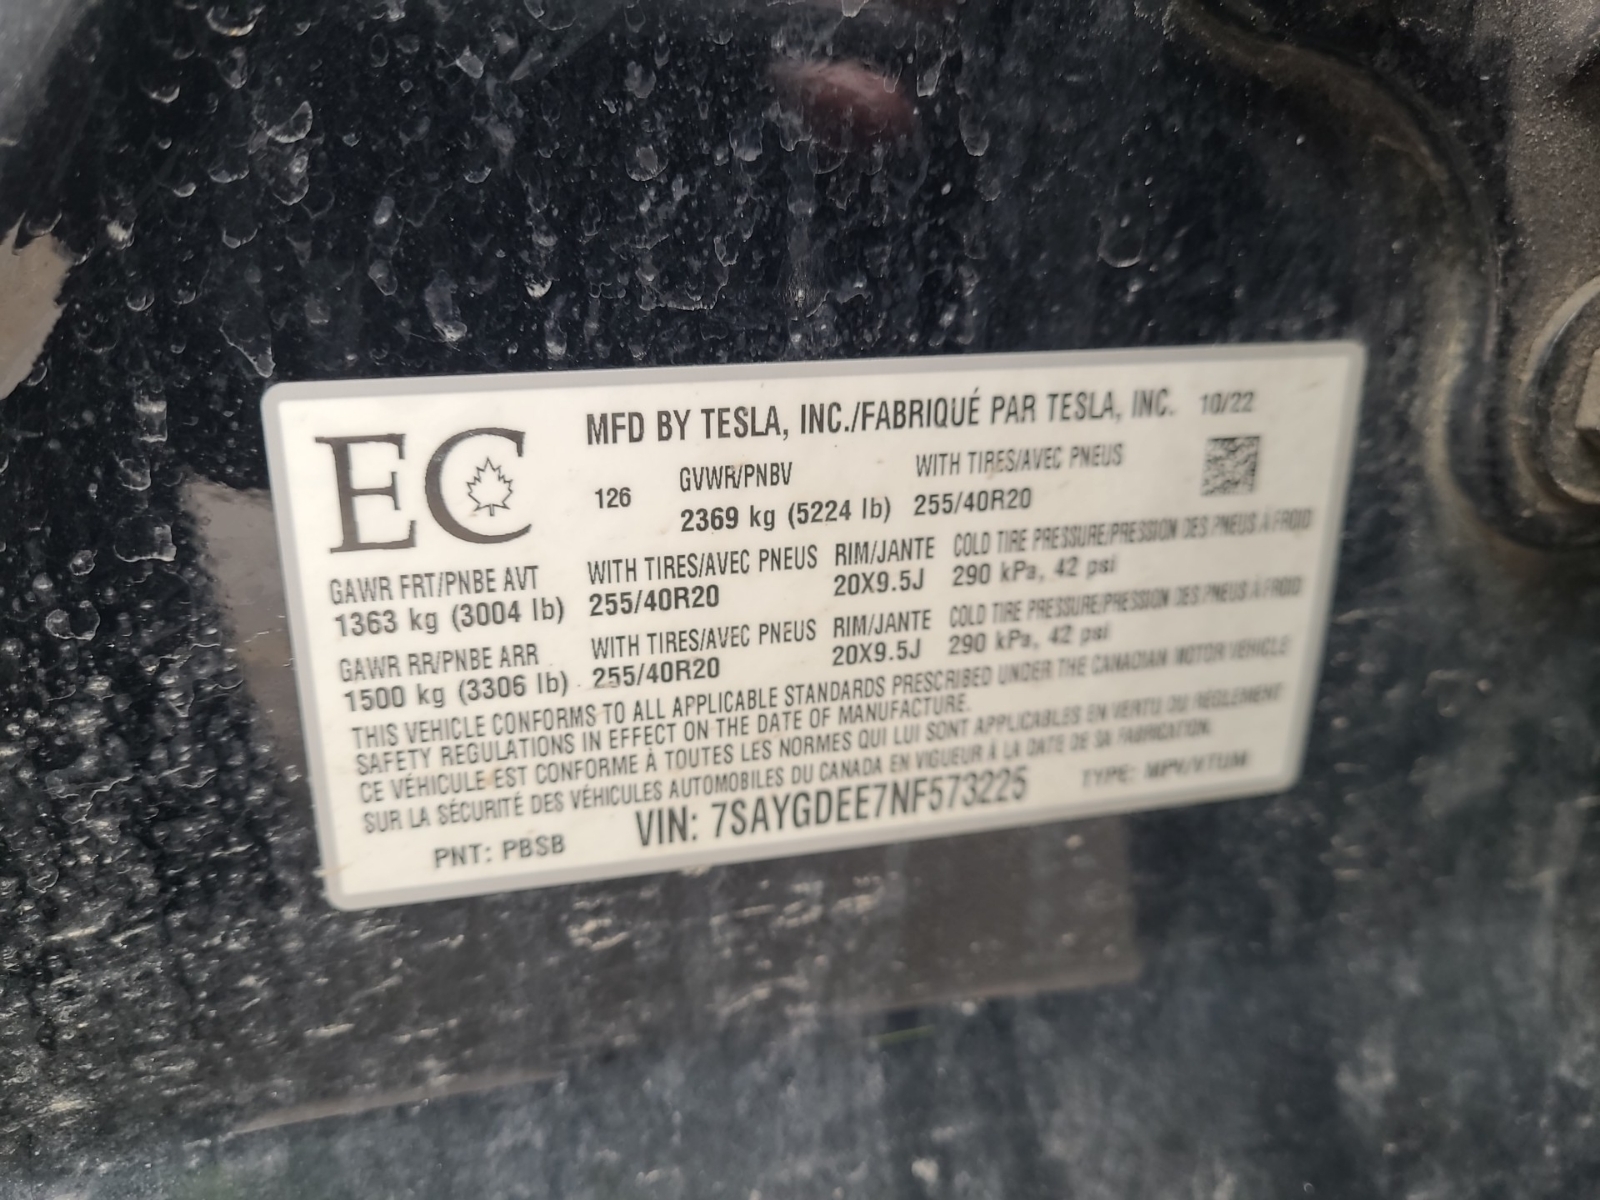 EC
MFD BY TESLA, INC./FABRIQUÉ PAR TESLA, INC. 10/22
126 GVWR/PNBV WITH TIRES/AVEC PNEUS
2369 kg (5224 lb) 255/40R20
GAWR FRT/PNBE AVT WITH TIRES/AVEC PNEUS RIM/JANTE COLD TIRE PRESSURE/PRESSION DES PNEUS À FROID
1363 kg (3004 lb) 255/40R20 20X9.5J 290 kPa, 42 psi
GAWR RR/PNBE ARR WITH TIRES/AVEC PNEUS RIM/JANTE COLD TIRE PRESSURE/PRESSION DES PNEUS À FROID
1500 kg (3306 lb) 255/40R20 20X9.5J 290 kPa, 42 psi
THIS VEHICLE CONFORMS TO ALL APPLICABLE STANDARDS PRESCRIBED UNDER THE CANADIAN MOTOR VEHICLE
SAFETY REGULATIONS IN EFFECT ON THE DATE OF MANUFACTURE.
CE VÉHICULE EST CONFORME À TOUTES LES NORMES QUI LUI SONT APPLICABLES EN VERTU DU RÉGLEMENT
SUR LA SÉCURITÉ DES VÉHICULES AUTOMOBILES DU CANADA EN VIGUEUR À LA DATE DE SA FABRICATION.
PNT: PBSB VIN: 7SAYGDEE7NF573225 TYPE: MPV/VTUM